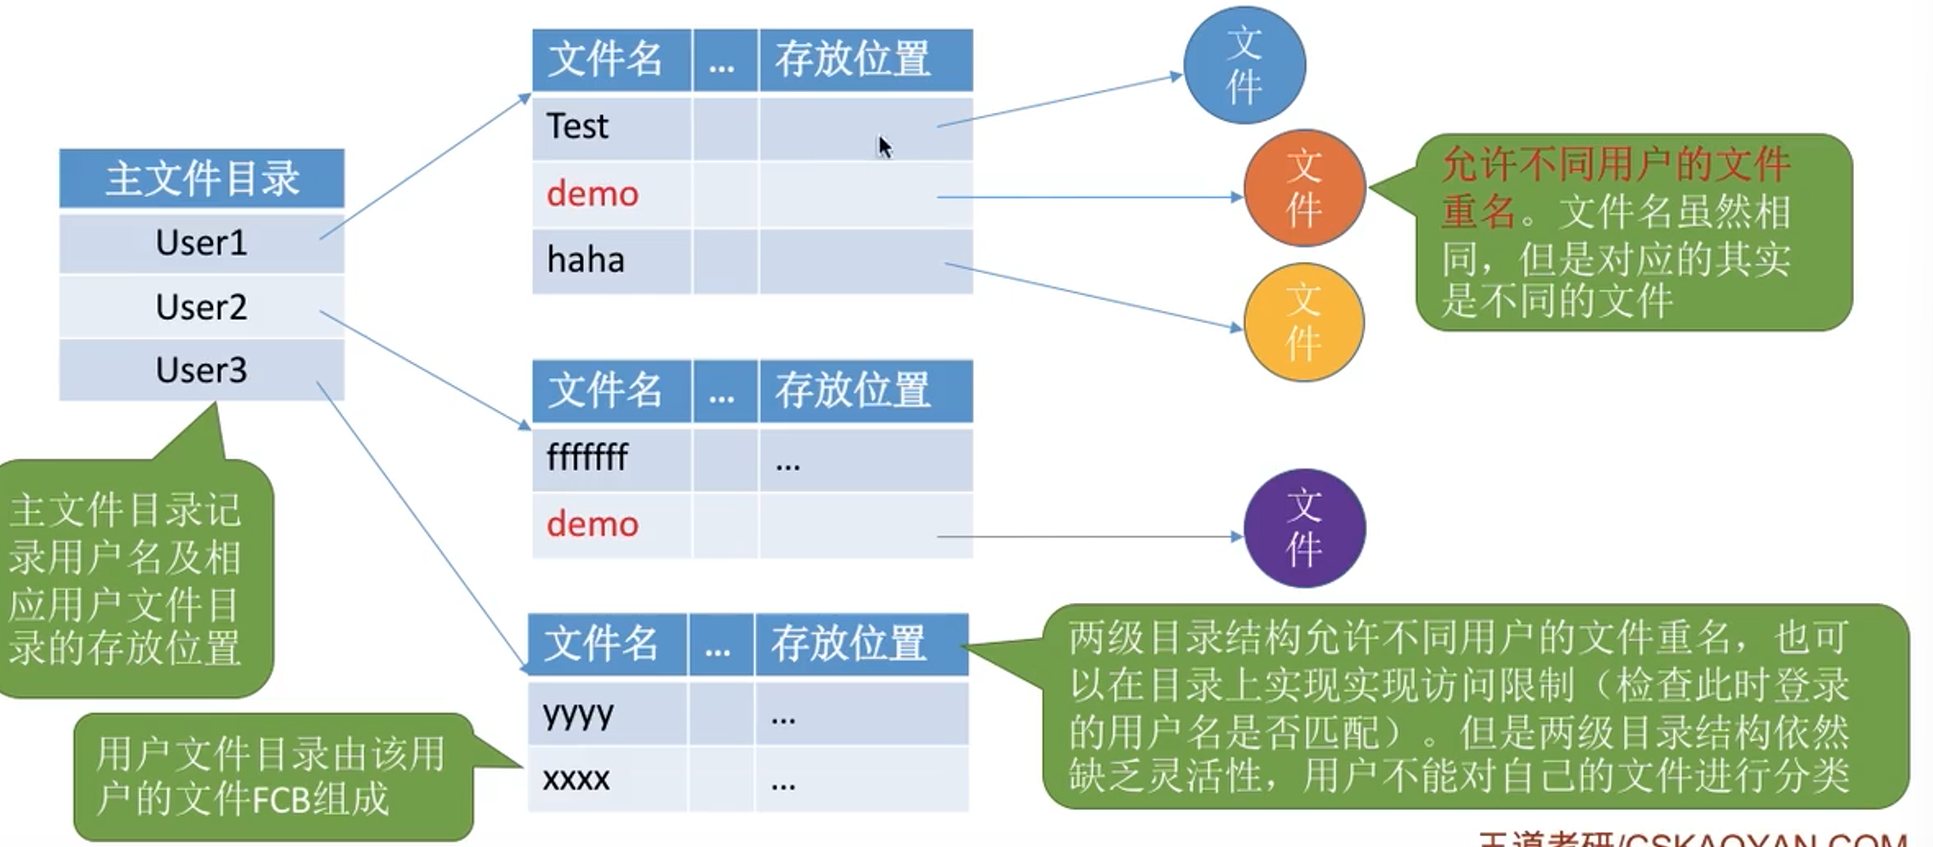 主文件目录
User1
User2
User3
主文件目录记
录用户名及相
应用户文件目
录的存放位置
用户文件目录由该用
户的文件FCB组成
文件名 ... 存放位置
Test
demo
haha
文件名 ... 存放位置
fffffff ...
demo
文件名 ... 存放位置
yyyy ...
xxxx ...
文
件
文
件
文
件
文
件
允许不同用户的文件
重名。文件名虽然相
同，但是对应的其实
是不同的文件
两级目录结构允许不同用户的文件重名，也可
以在目录上实现实现访问限制（检查此时登录
的用户名是否匹配）。但是两级目录结构依然
缺乏灵活性，用户不能对自己的文件进行分类
王道考研/CSKAOYAN.COM